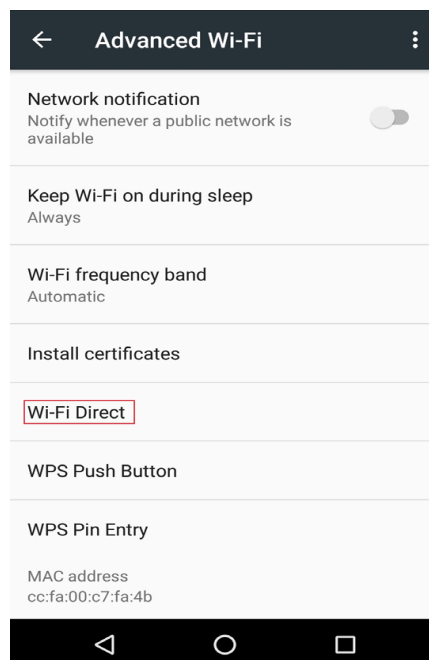 Advanced Wi-Fi
Network notification
Notify whenever a public network is
available
Keep Wi-Fi on during sleep
Always
Wi-Fi frequency band
Automatic
Install certificates
Wi-Fi Direct
WPS Push Button
WPS Pin Entry
MAC address
cc:fa:00:c7:fa:4b